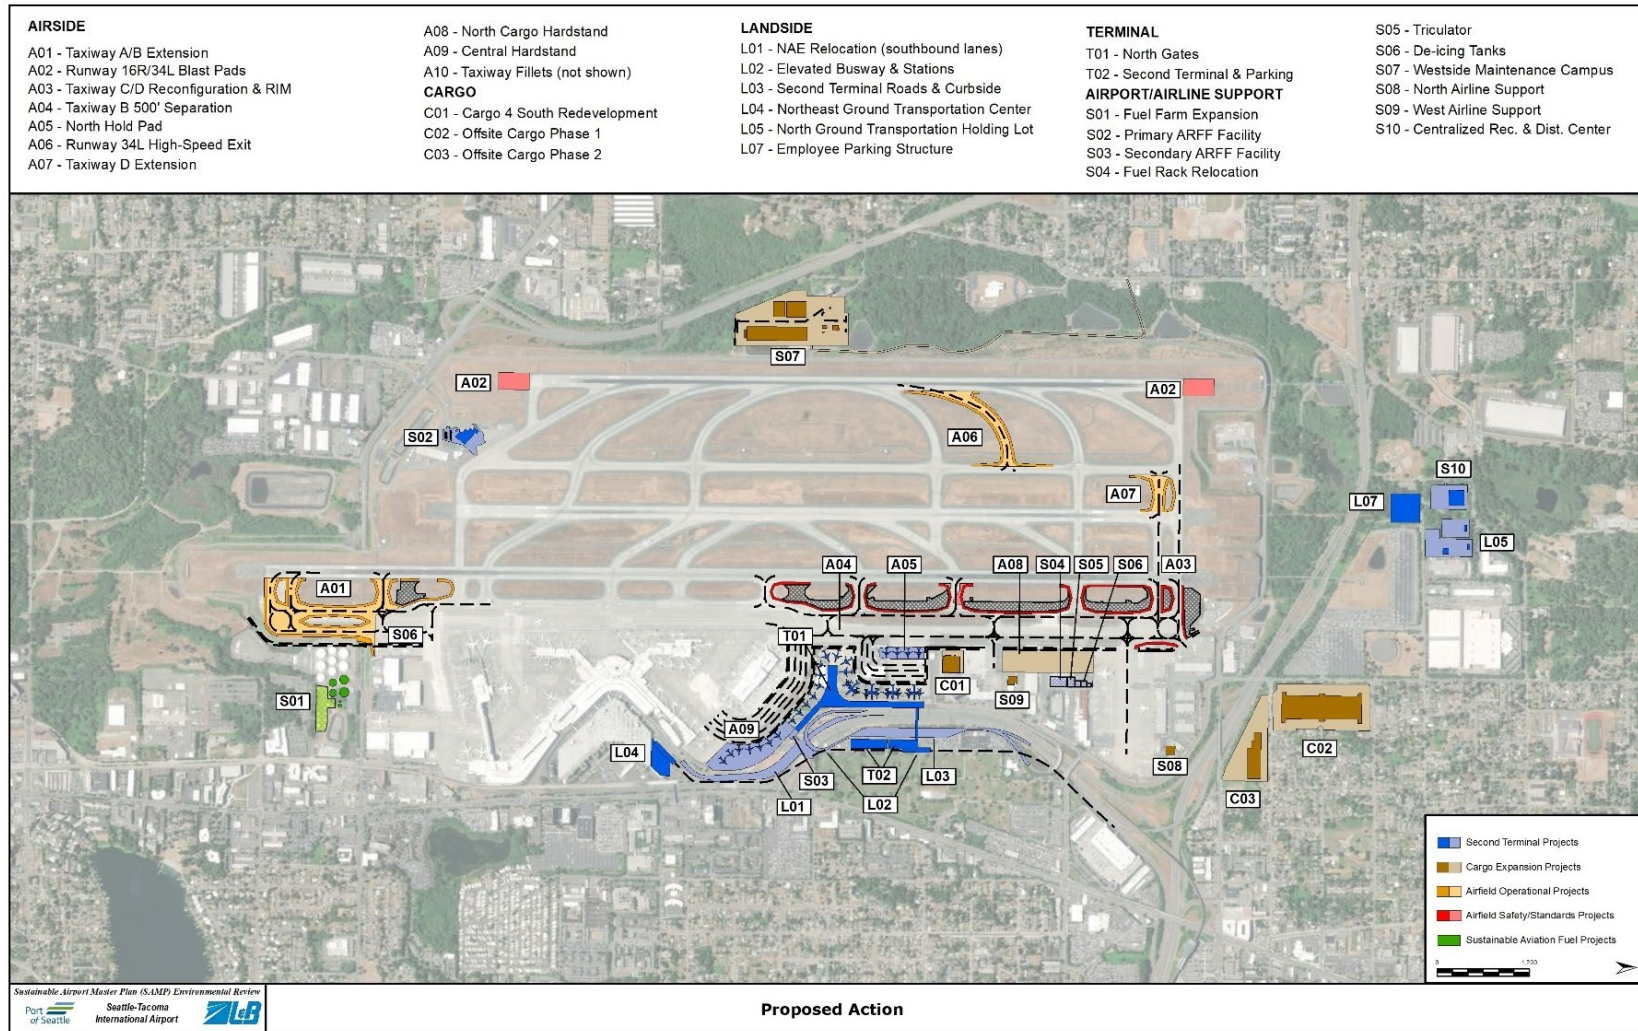 AIRSIDE
A01 - Taxiway A/B Extension
A02 - Runway 16R/34L Blast Pads
A03 - Taxiway C/D Reconfiguration & RIM
A04 - Taxiway B 500' Separation
A05 - North Hold Pad
A06 - Runway 34L High-Speed Exit
A07 - Taxiway D Extension
A08 - North Cargo Hardstand
A09 - Central Hardstand
A10 - Taxiway Fillets (not shown)
CARGO
C01 - Cargo 4 South Redevelopment
C02 - Offsite Cargo Phase 1
C03 - Offsite Cargo Phase 2
LANDSIDE
L01 - NAE Relocation (southbound lanes)
L02 - Elevated Busway & Stations
L03 - Second Terminal Roads & Curbside
L04 - Northeast Ground Transportation Center
L05 - North Ground Transportation Holding Lot
L07 - Employee Parking Structure
TERMINAL
T01 - North Gates
T02 - Second Terminal & Parking
AIRPORT/AIRLINE SUPPORT
S01 - Fuel Farm Expansion
S02 - Primary ARFF Facility
S03 - Secondary ARFF Facility
S04 - Fuel Rack Relocation
S05 - Triculator
S06 - De-icing Tanks
S07 - Westside Maintenance Campus
S08 - North Airline Support
S09 - West Airline Support
S10 - Centralized Rec. & Dist. Center
S07
A02
A02
S02
A06
A07
L07
S10
L05
A04
A05
A08
S04
S05
S06
A03
A01
S06
T01
S01
C01
S09
A09
L04
S03
T02
L03
L01
L02
S08
C02
C03
Second Terminal Projects
Cargo Expansion Projects
Airfield Operational Projects
Airfield Safety/Standards Projects
Sustainable Aviation Fuel Projects
0 1,200
Sustainable Airport Master Plan (SAMP) Environmental Review
Port of Seattle
Seattle-Tacoma
International Airport
L&B
Proposed Action